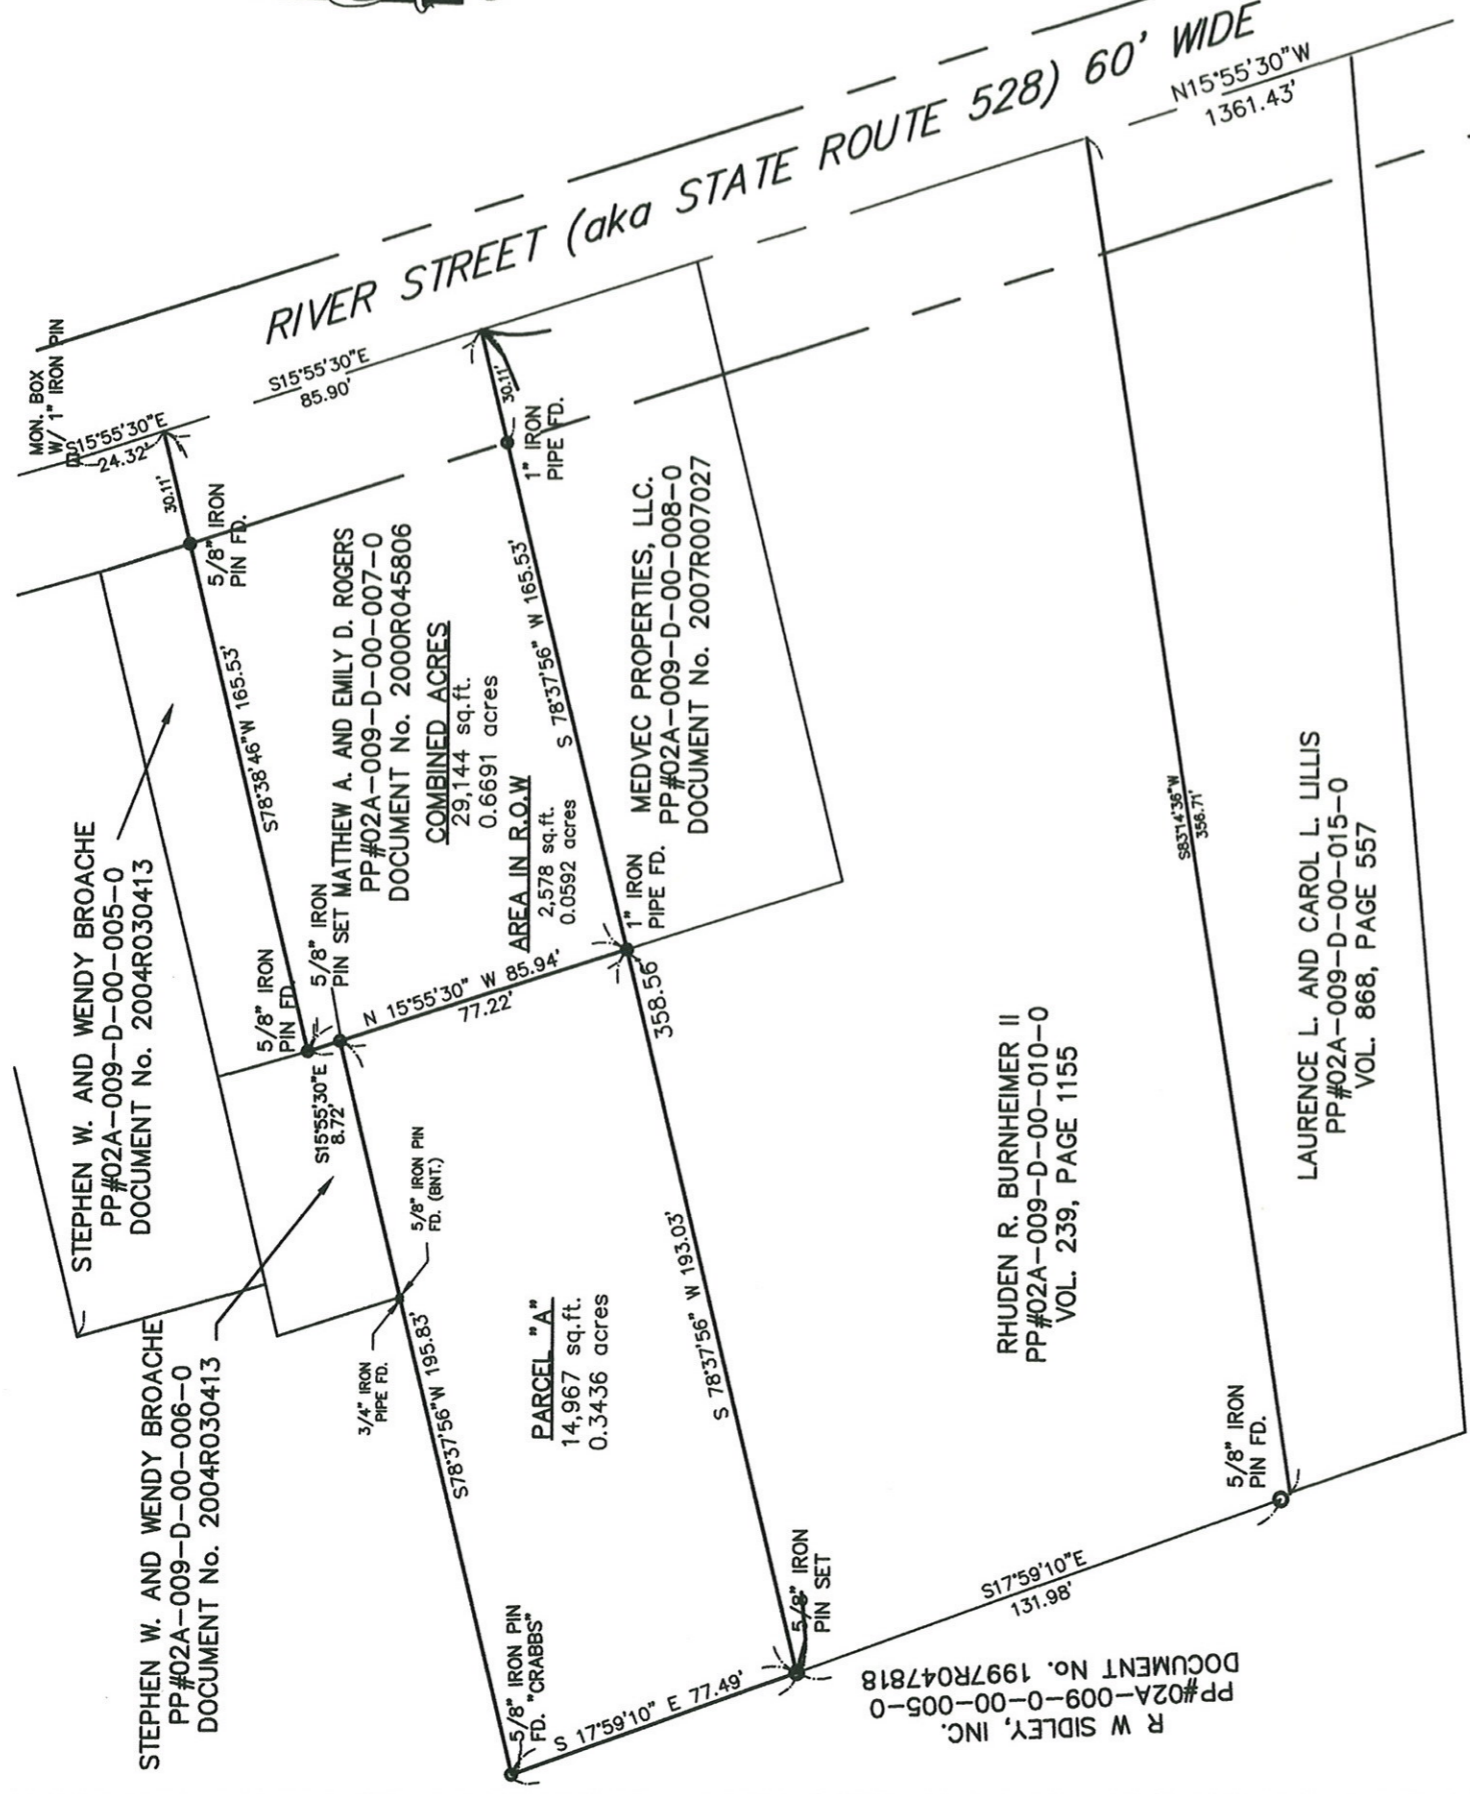 RIVER STREET (aka STATE ROUTE 528) 60' WIDE
N15°55'30"W
1361.43'
MON. BOX
W/ 1" IRON PIN
S15°55'30"E
24.32'
S15°55'30"E
85.90'
30.11'
30.11'
5/8" IRON
PIN FD.
1" IRON
PIPE FD.
STEPHEN W. AND WENDY BROACHE
PP#02A-009-D-00-005-0
DOCUMENT No. 2004R030413
S78°38'46"W 165.53'
MATTHEW A. AND EMILY D. ROGERS
PP#02A-009-D-00-007-0
DOCUMENT No. 2000R045806
COMBINED ACRES
29,144 sq.ft.
0.6691 acres
AREA IN R.O.W
2,578 sq.ft.
0.0592 acres
S 78°37'56" W 165.53'
MEDVEC PROPERTIES, LLC.
PP#02A-009-D-00-008-0
DOCUMENT No. 2007R007027
5/8" IRON
PIN FD.
5/8" IRON
PIN SET
1" IRON
PIPE FD.
N 15°55'30" W 85.94'
77.22'
358.56
S15°55'30"E
8.72'
STEPHEN W. AND WENDY BROACHE
PP#02A-009-D-00-006-0
DOCUMENT No. 2004R030413
5/8" IRON PIN
FD. (BNT.)
3/4" IRON
PIPE FD.
S78°37'56"W 195.83'
PARCEL "A"
14,967 sq.ft.
0.3436 acres
S 78°37'56" W 193.03'
RHUDEN R. BURNHEIMER II
PP#02A-009-D-00-010-0
VOL. 239, PAGE 1155
S83°14'36"W
356.71'
LAURENCE L. AND CAROL L. LILLIS
PP#02A-009-D-00-015-0
VOL. 868, PAGE 557
5/8" IRON
PIN FD.
5/8" IRON PIN
FD. "CRABBS"
5/8" IRON
PIN SET
S 17°59'10" E 77.49'
S17°59'10"E
131.98'
R W SIDLEY, INC.
PP#02A-009-0-00-005-0
DOCUMENT No. 1997R047818